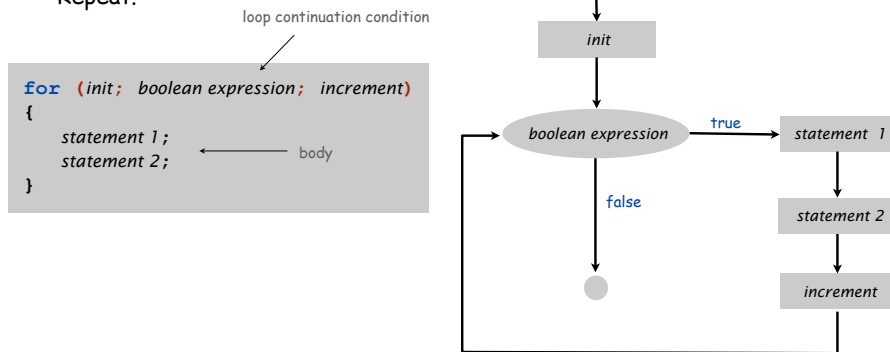 Repeat.
loop continuation condition
for (init; boolean expression; increment)
{
statement 1;
statement 2;
}
body
init
boolean expression
true
statement 1
false
statement 2
increment